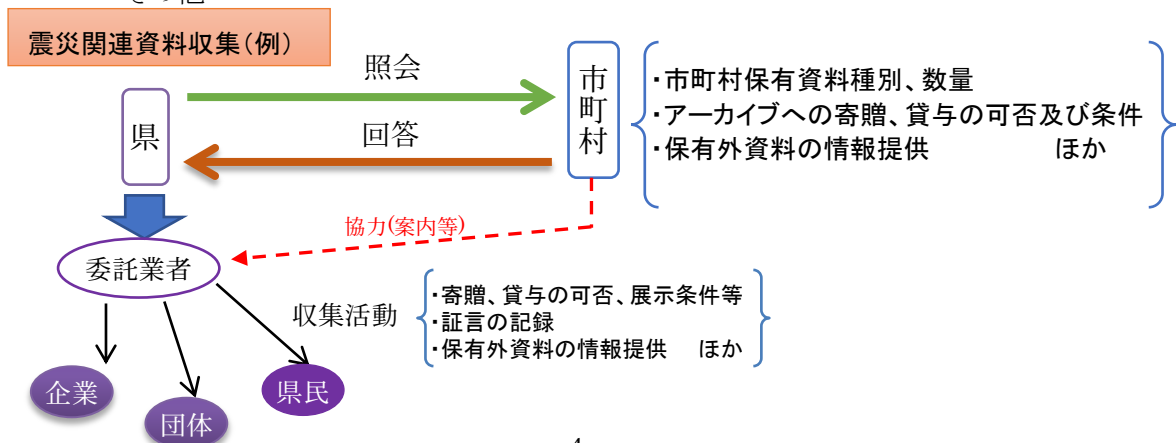 震災関連資料収集(例)
照会
県
回答
市町村
・市町村保有資料種別、数量
・アーカイブへの寄贈、貸与の可否及び条件
・保有外資料の情報提供 ほか
協力(案内等)
委託業者
収集活動
・寄贈、貸与の可否、展示条件等
・証言の記録
・保有外資料の情報提供 ほか
企業
団体
県民